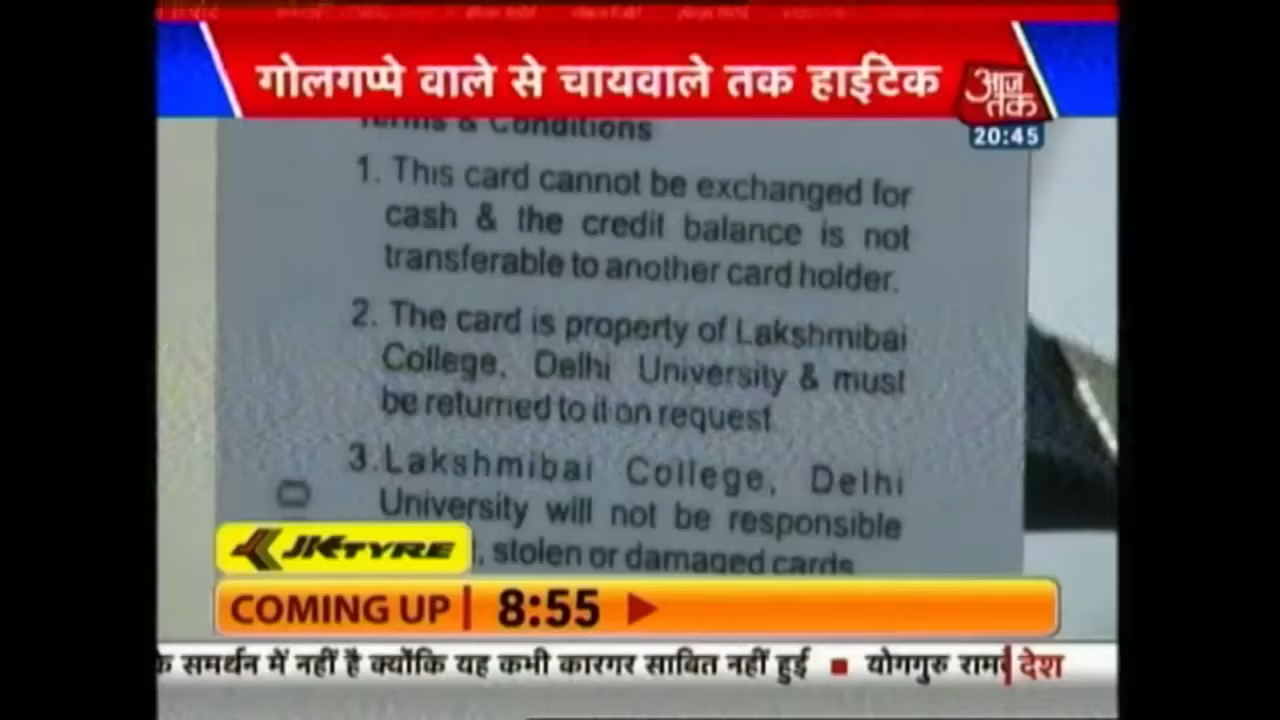 गोलगप्पे वाले से चायवाले तक हाईटेक
आज
तक
20:45
Terms & Conditions
1. This card cannot be exchanged for
cash & the credit balance is not
transferable to another card holder.
2. The card is property of Lakshmibai
College, Delhi University & must
be returned to it on request
3. Lakshmibai College, Delhi
University will not be responsible
, stolen or damaged cards
JK TYRE
COMING UP 8:55
के समर्थन में नहीं है क्योंकि यह कभी कारगर साबित नहीं हुई ■ योगगुरु राम
देश